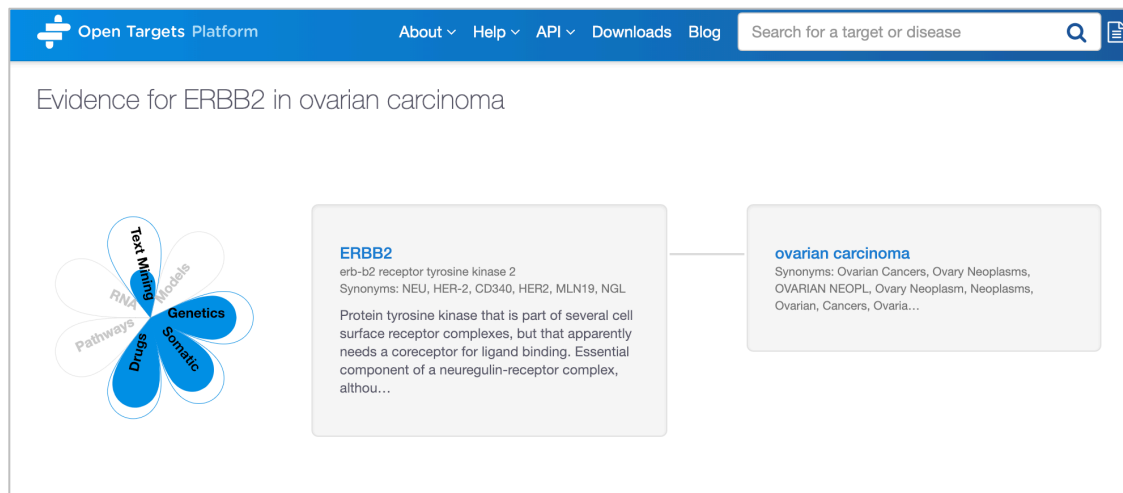 Open Targets Platform
About Help API Downloads Blog
Search for a target or disease
Evidence for ERBB2 in ovarian carcinoma
Text Mining
Models
RNA
Genetics
Pathways
Somatic
Drugs
ERBB2
erb-b2 receptor tyrosine kinase 2
Synonyms: NEU, HER-2, CD340, HER2, MLN19, NGL
Protein tyrosine kinase that is part of several cell
surface receptor complexes, but that apparently
needs a coreceptor for ligand binding. Essential
component of a neuregulin-receptor complex,
althou…
ovarian carcinoma
Synonyms: Ovarian Cancers, Ovary Neoplasms,
OVARIAN NEOPL, Ovary Neoplasm, Neoplasms,
Ovarian, Cancers, Ovaria…